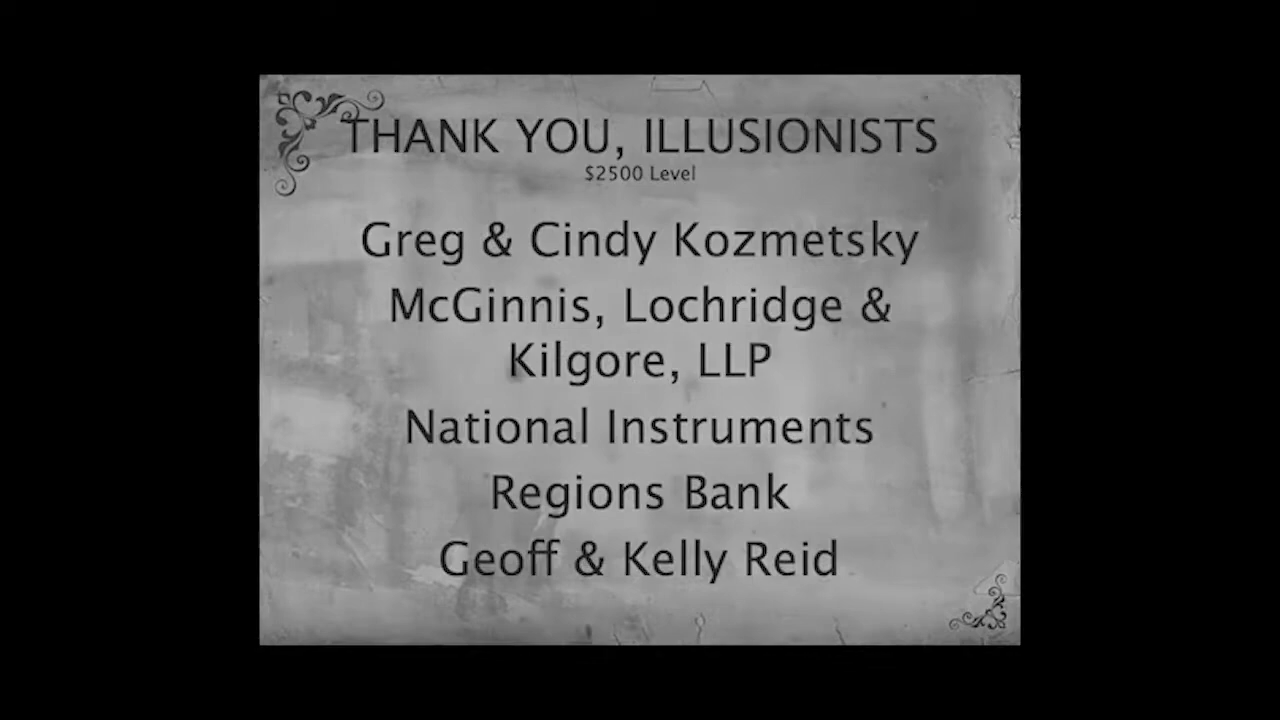 THANK YOU, ILLUSIONISTS
$2500 Level
Greg & Cindy Kozmetsky
McGinnis, Lochridge &
Kilgore, LLP
National Instruments
Regions Bank
Geoff & Kelly Reid